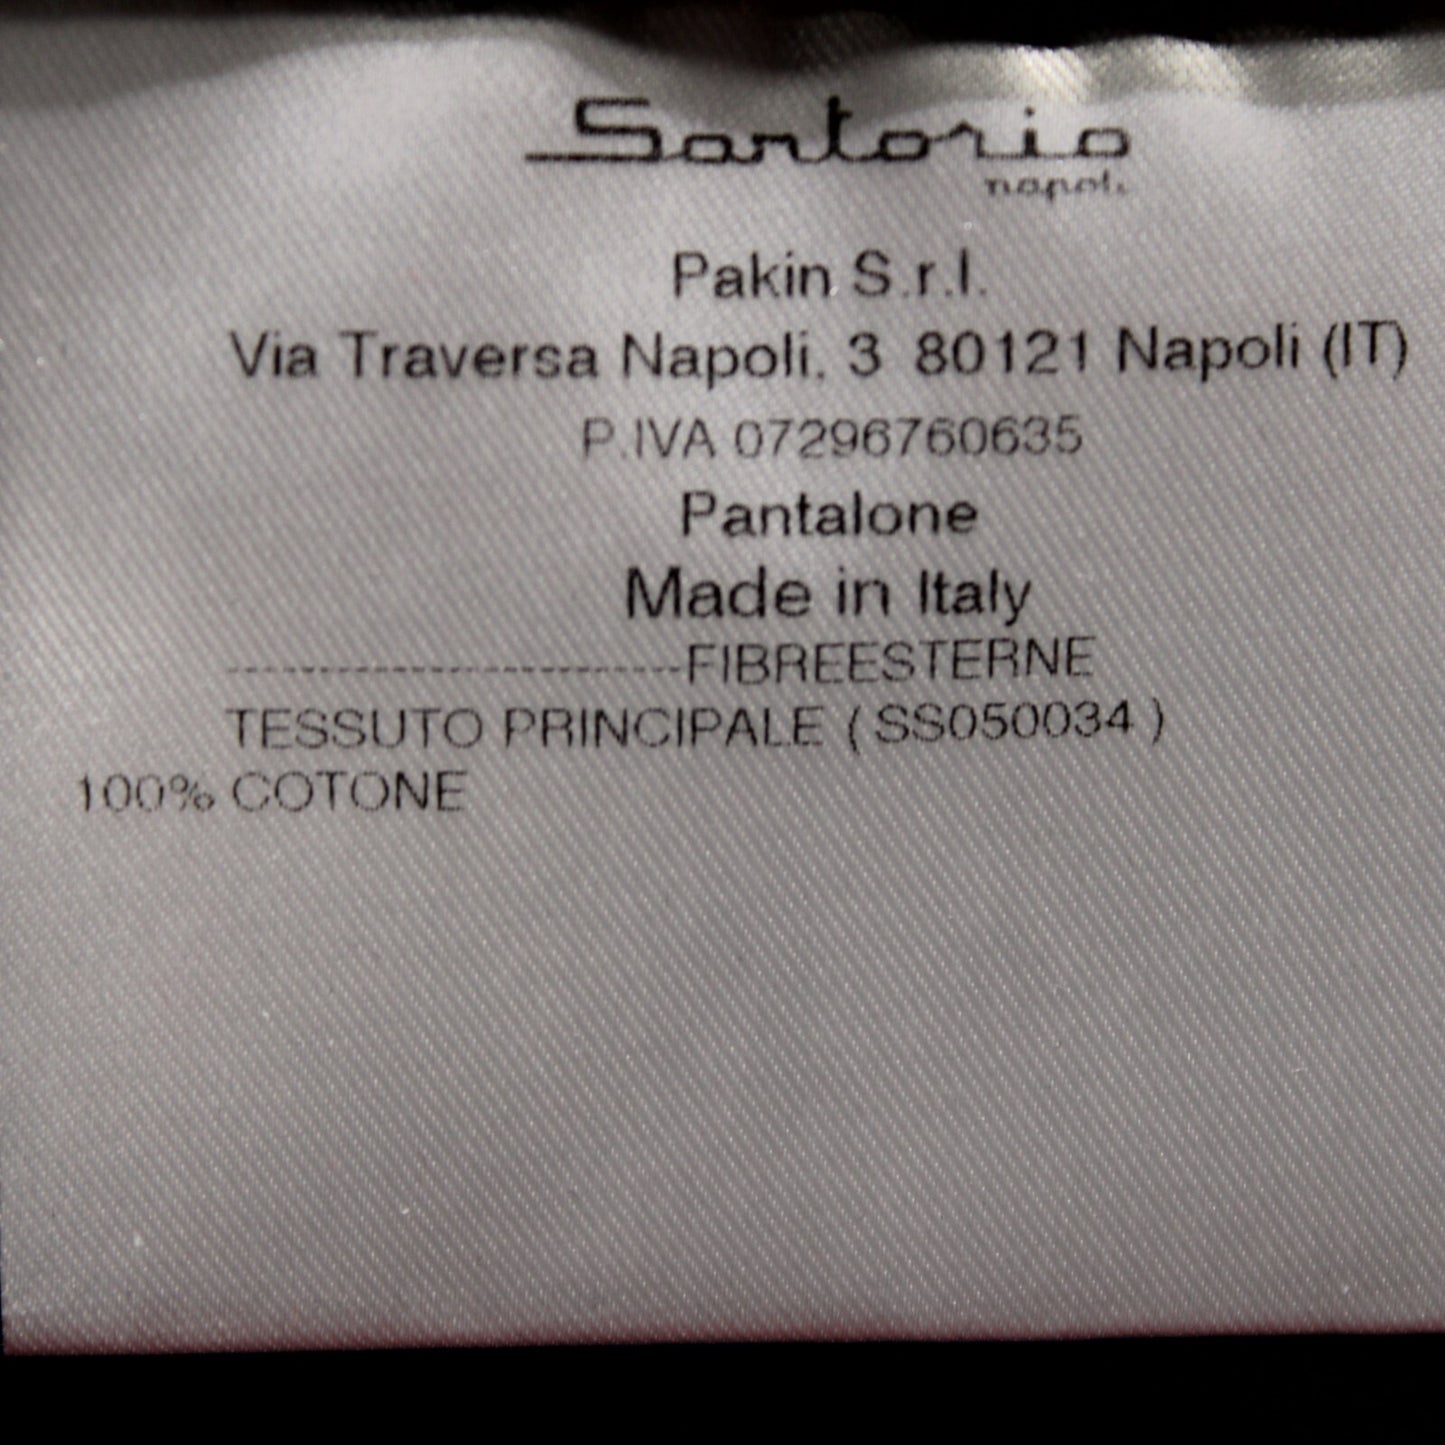 Sartorio
napoli
Pakin S.r.l.
Via Traversa Napoli, 3 80121 Napoli (IT)
P.IVA 07296760635
Pantalone
Made in Italy
-------------------------FIBREESTERNE
TESSUTO PRINCIPALE ( SS050034 )
100% COTONE